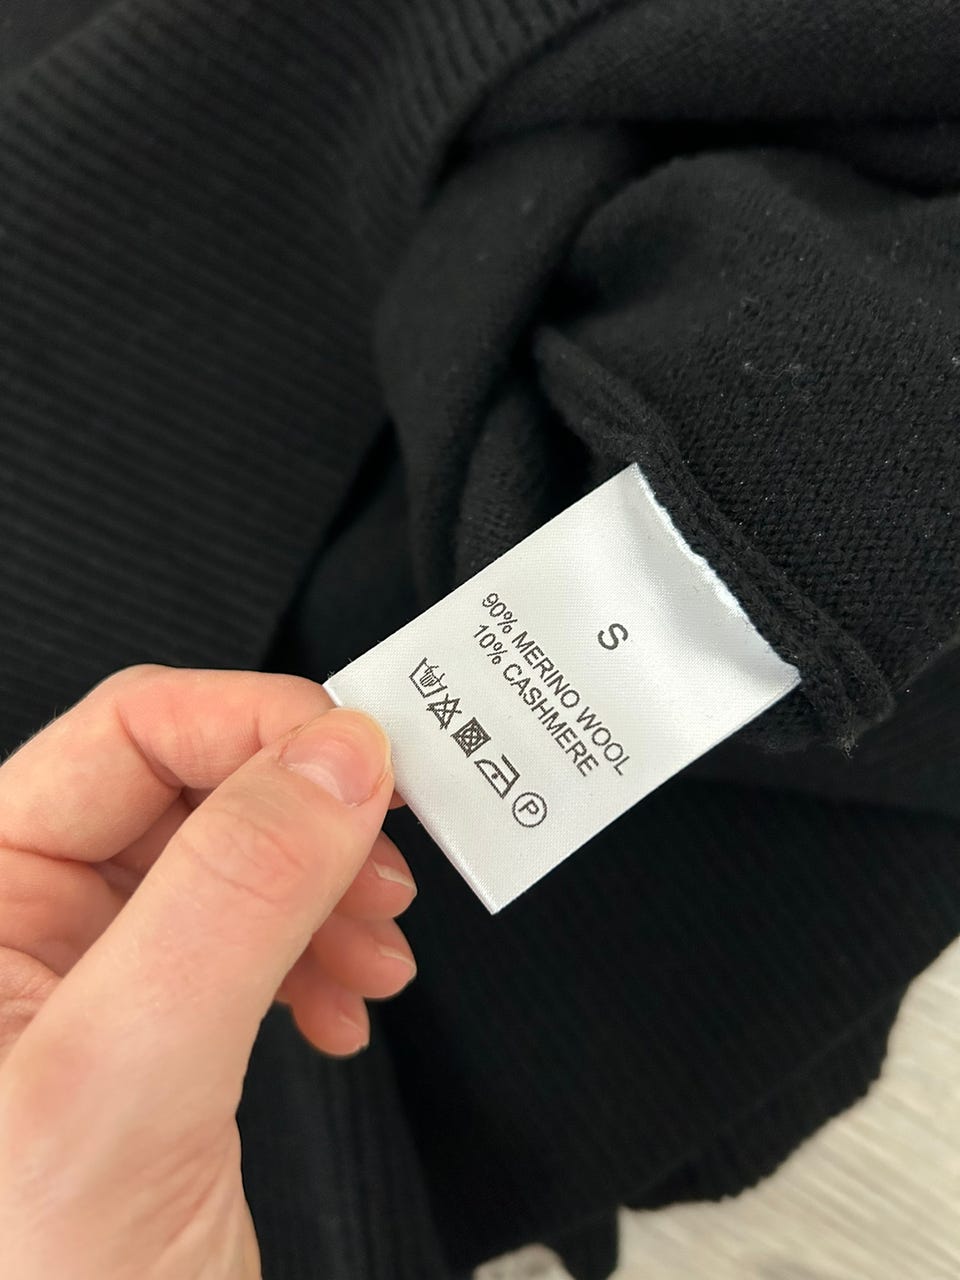 S
90% MERINO WOOL
10% CASHMERE
P